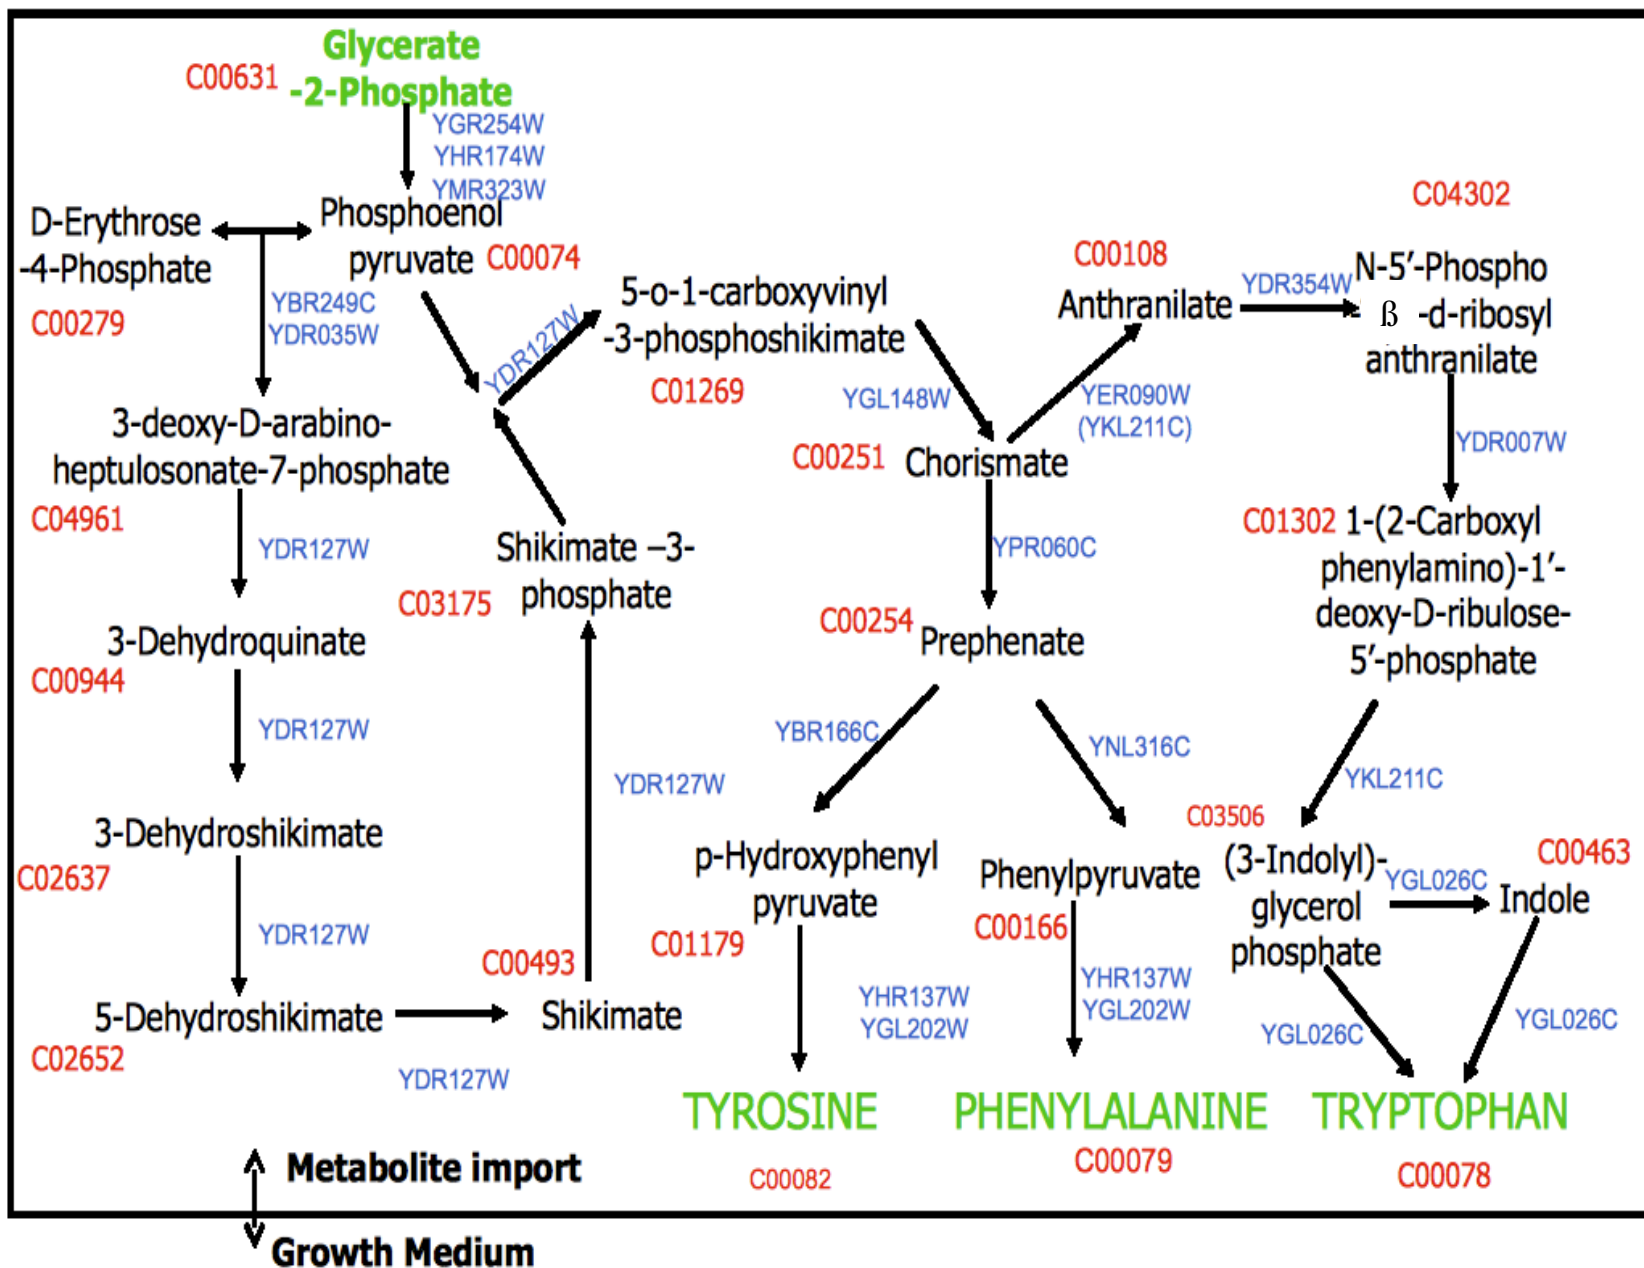 Glycerate
-2-Phosphate
C00631
YGR254W
YHR174W
YMR323W
D-Erythrose
-4-Phosphate
C00279
Phosphoenol
pyruvate
C00074
YBR249C
YDR035W
3-deoxy-D-arabino-
heptulosonate-7-phosphate
C04961
YDR127W
3-Dehydroquinate
C00944
YDR127W
3-Dehydroshikimate
C02637
YDR127W
5-Dehydroshikimate
C02652
YDR127W
C00493
Shikimate
YDR127W
Shikimate –3-
phosphate
C03175
YDR127W
5-o-1-carboxyvinyl
-3-phosphoshikimate
C01269
YGL148W
C00251
Chorismate
YER090W
(YKL211C)
C00108
Anthranilate
YDR354W
C04302
N-5’-Phospho
ß -d-ribosyl
anthranilate
YDR007W
C01302
1-(2-Carboxyl
phenylamino)-1’-
deoxy-D-ribulose-
5’-phosphate
YKL211C
YPR060C
C00254
Prephenate
YBR166C
YNL316C
p-Hydroxyphenyl
pyruvate
C01179
YHR137W
YGL202W
Phenylpyruvate
C00166
YHR137W
YGL202W
C03506
(3-Indolyl)-
glycerol
phosphate
YGL026C
C00463
Indole
YGL026C
YGL026C
TYROSINE
C00082
PHENYLALANINE
C00079
TRYPTOPHAN
C00078
Metabolite import
Growth Medium